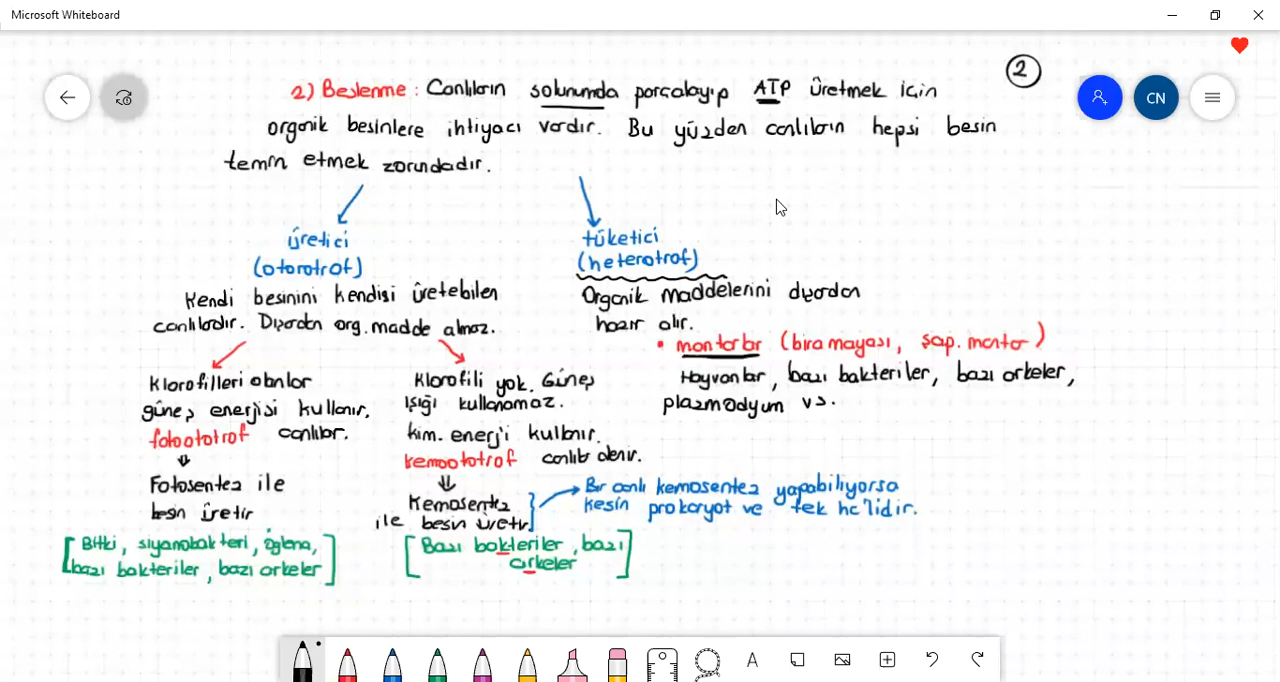 Microsoft Whiteboard
2
CN
2) Beslenme : Canlıların solunumda parçalayıp ATP üretmek için
organik besinlere ihtiyacı vardır. Bu yüzden canlıların hepsi besin
temin etmek zorundadır.
üretici
(ototrof)
Kendi besinini kendisi üretebilen
canlılardır. Dışardan org. madde almaz.
Klorofilleri olanlar
güneş enerjisi kullanır.
fotoototrof canlılar.
Fotosentez ile
besin üretir
[Bitki, siyanobakteri, öglena,
bazı bakteriler, bazı arkeler]
Klorofili yok. Güneş
ışığı kullanamaz.
kim. enerji kullanır.
kemoototrof canlılar denir.
Kemosentez
ile besin üretir
[Bazı bakteriler, bazı
arkeler]
Bir canlı kemosentez yapabiliyorsa
kesin prokaryot ve tek hc'lidir.
tüketici
(heterotrof)
Organik maddelerini dışardan
hazır alır.
• mantarlar (bira mayası, şap. mantar)
Hayvanlar, bazı bakteriler, bazı arkeler,
plazmodyum vs.
A